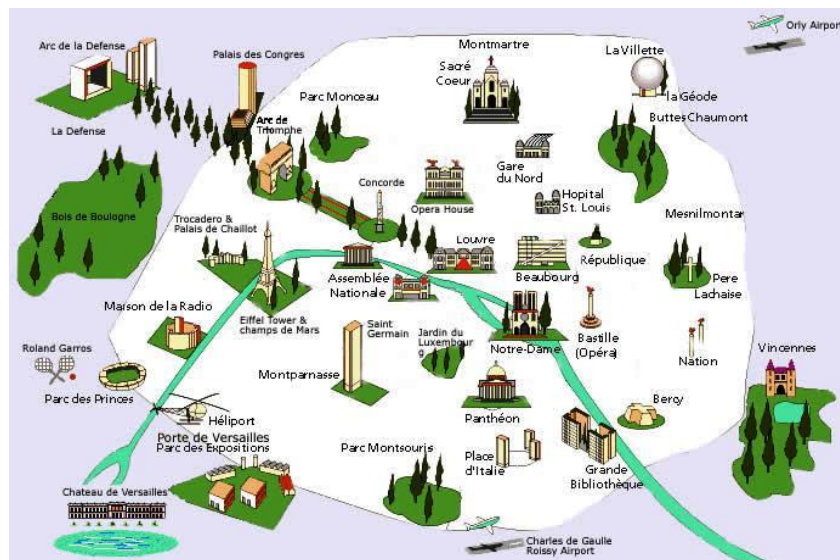 Orly Airport
Arc de la Defense
Palais des Congres
Montmartre
La Villette
Sacré
Coeur
la Géode
Parc Monceau
Buttes Chaumont
La Defense
Arc de
Triomphe
Gare
du Nord
Concorde
Opera House
Hopital
St. Louis
Bois de Boulogne
Mesnilmontar
Trocadero &
Palais de Chaillot
Louvre
République
Beaubourg
Assemblée
Nationale
Pere
Lachaise
Maison de la Radio
Eiffel Tower &
champs de Mars
Saint
Germain
Jardin du
Luxembour
g
Notre-Dame
Bastille
(Opéra)
Nation
Vincennes
Roland Garros
Montparnasse
Parc des Princes
Bercy
Héliport
Panthéon
Porte de Versailles
Parc des Expositions
Parc Montsouris
Place
d'Italie
Grande
Bibliothèque
Chateau de Versailles
Charles de Gaulle
Roissy Airport